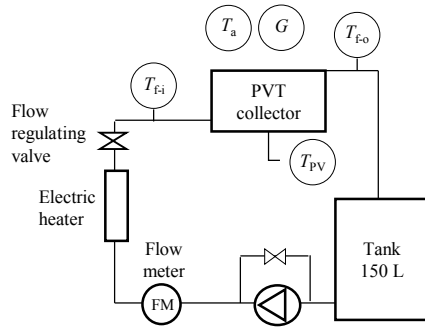 Ta
G
Tf-o
Tf-i
PVT
collector
Flow
regulating
valve
TPV
Electric
heater
Flow
meter
Tank
150 L
FM